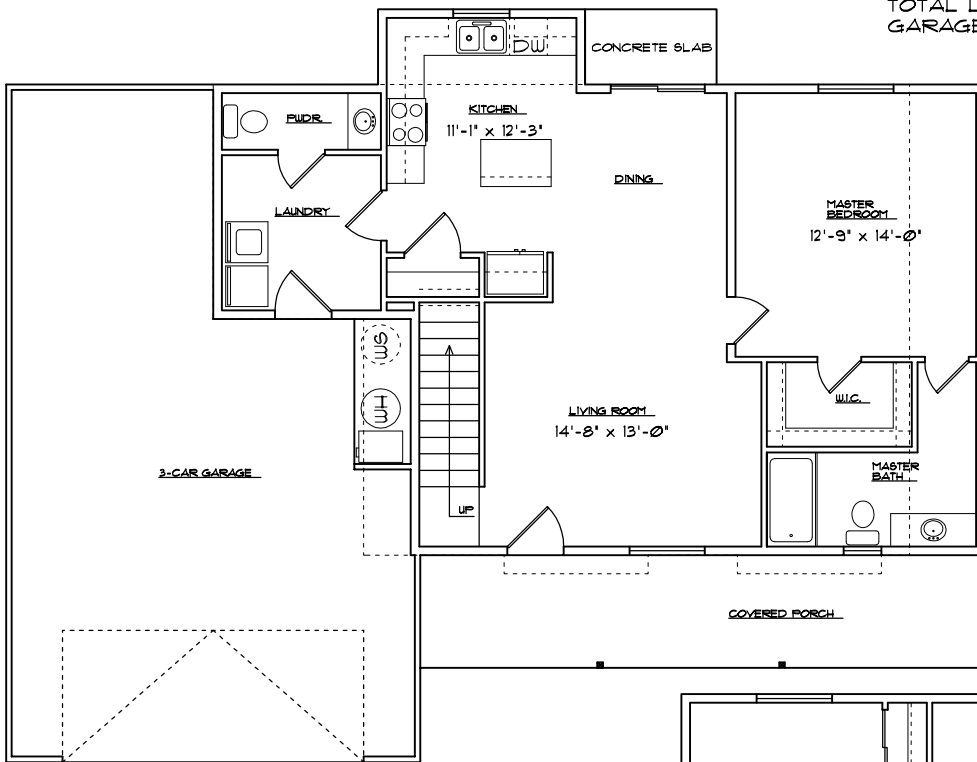 TOTAL L
GARAGE
DW
CONCRETE SLAB
PWDR.
KITCHEN
11'-1" x 12'-3"
DINING
LAUNDRY
MASTER
BEDROOM
12'-9" x 14'-0"
WS
WH
W.I.C.
LIVING ROOM
14'-8" x 13'-0"
3-CAR GARAGE
MASTER
BATH
UP
COVERED PORCH